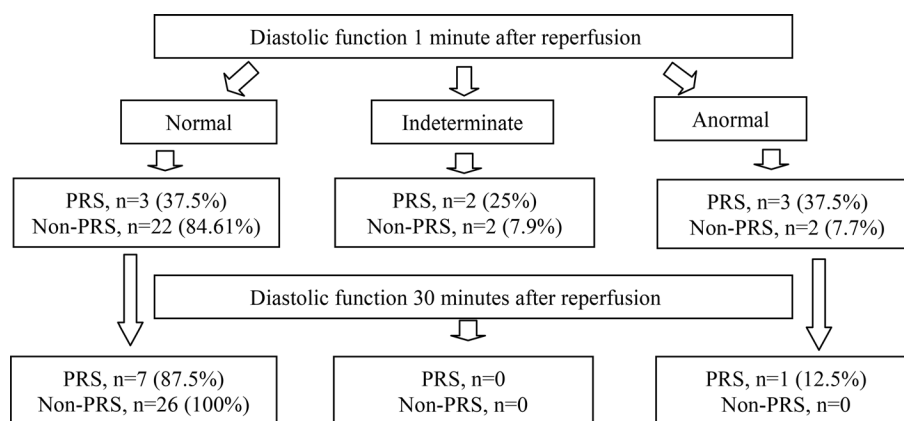 Diastolic function 1 minute after reperfusion
Normal
Indeterminate
Anormal
PRS, n=3 (37.5%)
Non-PRS, n=22 (84.61%)
PRS, n=2 (25%)
Non-PRS, n=2 (7.9%)
PRS, n=3 (37.5%)
Non-PRS, n=2 (7.7%)
Diastolic function 30 minutes after reperfusion
PRS, n=7 (87.5%)
Non-PRS, n=26 (100%)
PRS, n=0
Non-PRS, n=0
PRS, n=1 (12.5%)
Non-PRS, n=0